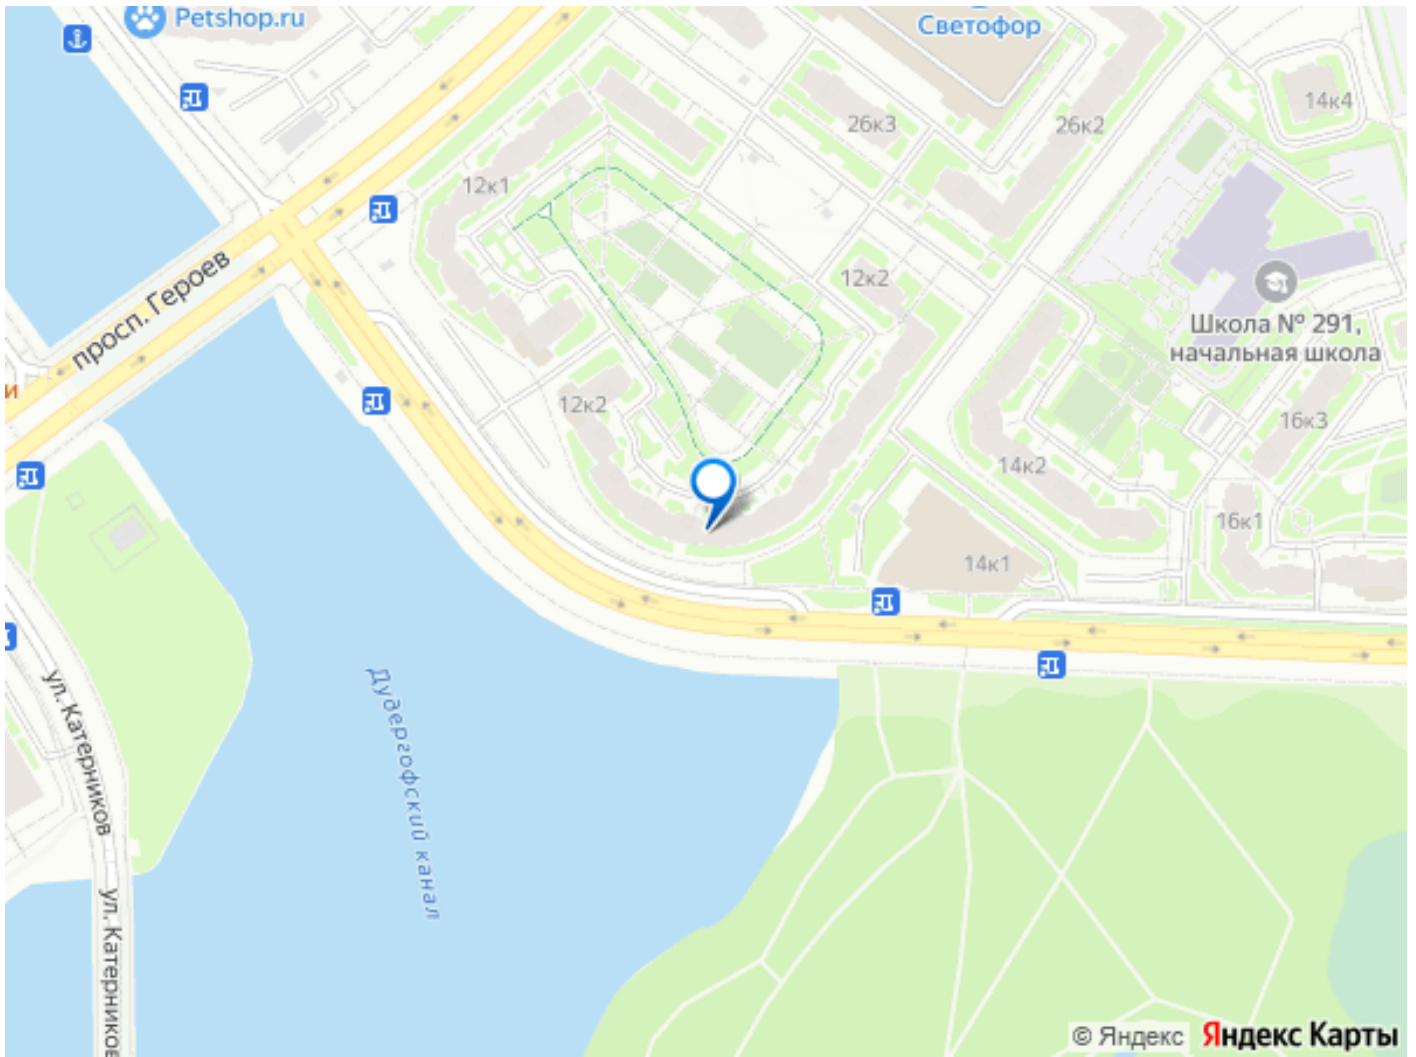 Petshop.ru
Светофор
14к4
26к3
26к2
12к1
просп. Героев
12к2
Школа № 291,
начальная школа
и
12к2
16к3
14к2
16к1
14к1
ул. Катерников
Дудергофский канал
ул. Катерников
© Яндекс Яндекс Карты